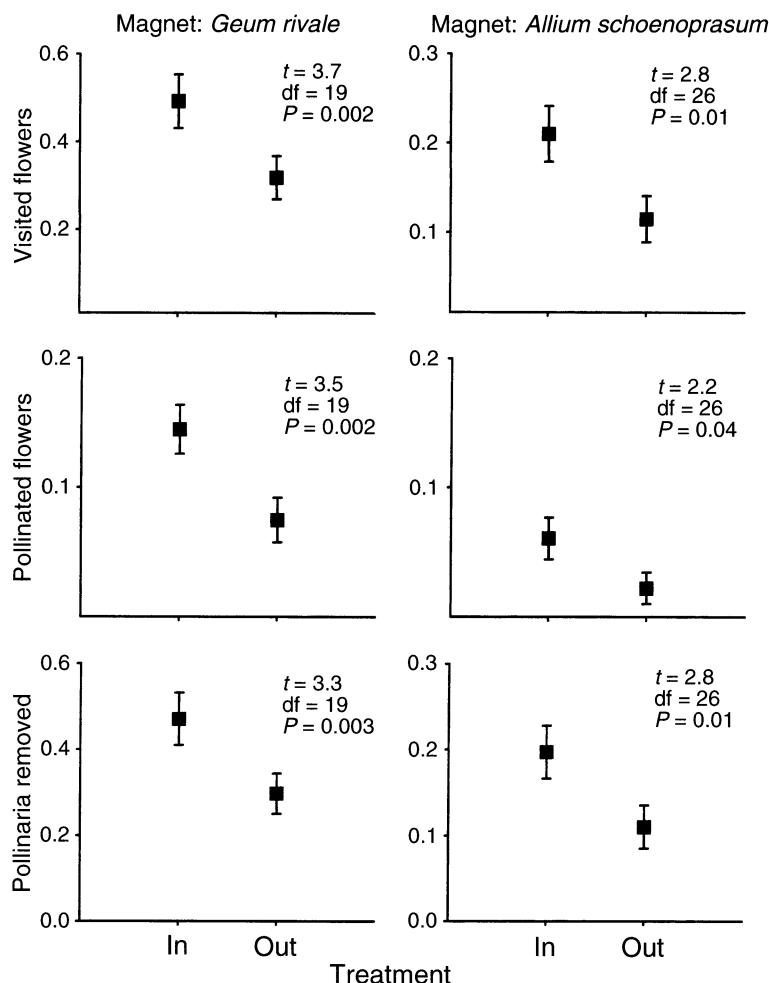 Magnet: Geum rivale
Magnet: Allium schoenoprasum
Visited flowers
0.6
0.4
0.2
t = 3.7
df = 19
P = 0.002
0.3
0.2
0.1
t = 2.8
df = 26
P = 0.01
Pollinated flowers
0.2
0.1
t = 3.5
df = 19
P = 0.002
0.2
0.1
t = 2.2
df = 26
P = 0.04
Pollinaria removed
0.6
0.4
0.2
0.0
t = 3.3
df = 19
P = 0.003
0.3
0.2
0.1
0.0
t = 2.8
df = 26
P = 0.01
In
Out
In
Out
Treatment